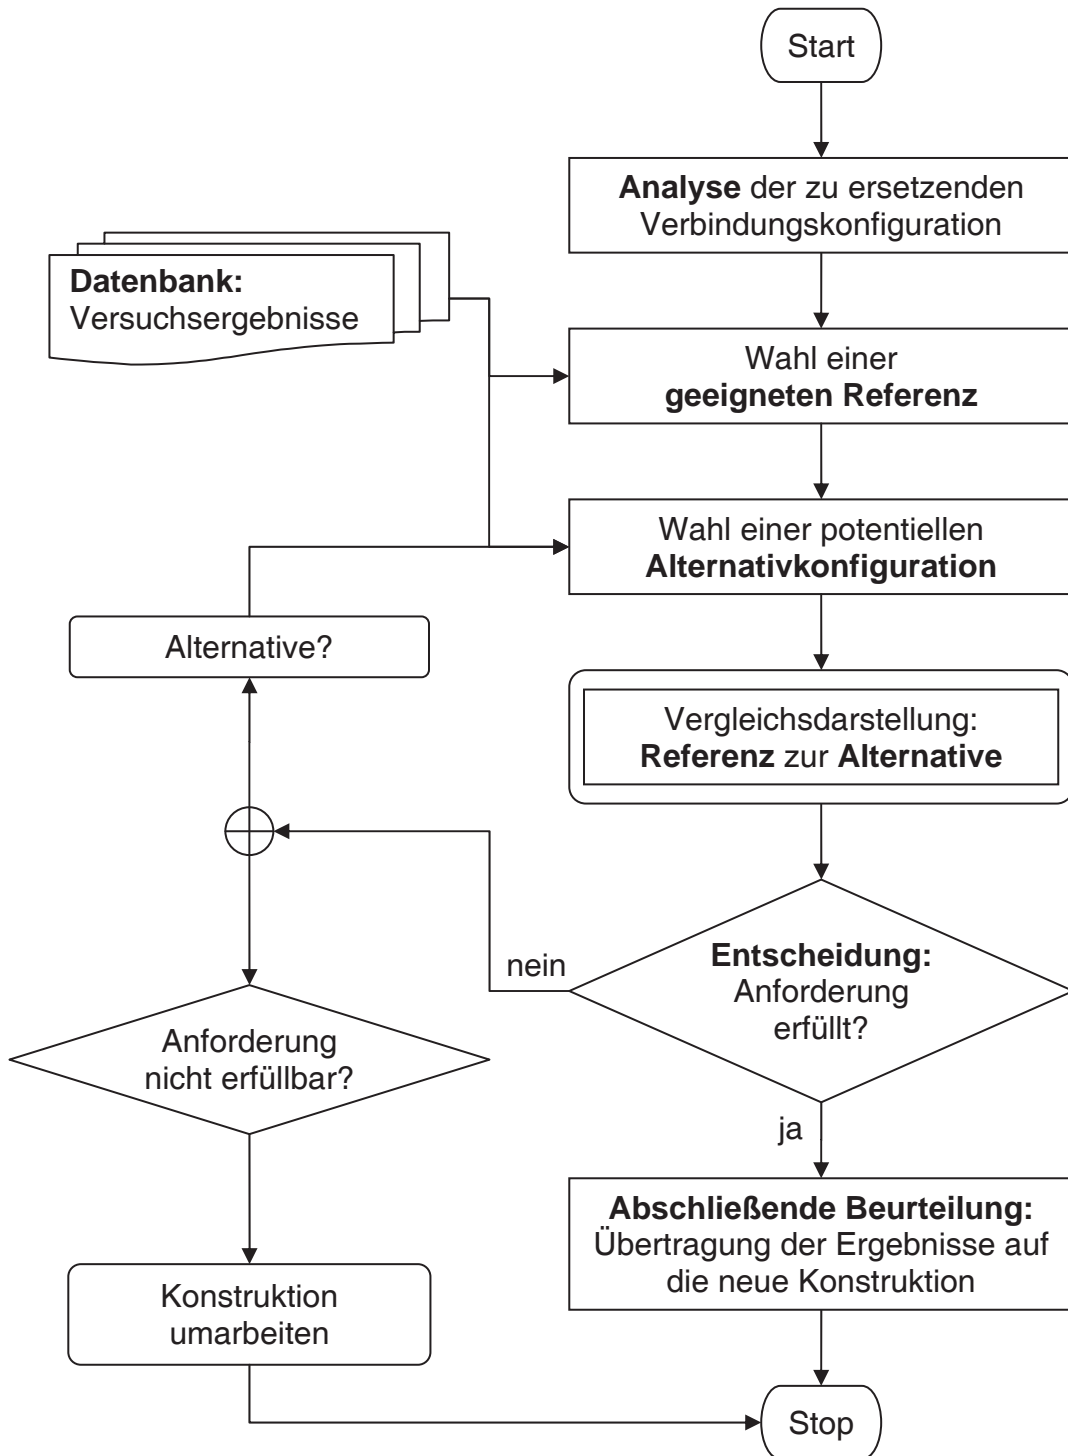 Start
Analyse der zu ersetzenden
Verbindungskonfiguration
Datenbank:
Versuchsergebnisse
Wahl einer
geeigneten Referenz
Wahl einer potentiellen
Alternativkonfiguration
Alternative?
Vergleichsdarstellung:
Referenz zur Alternative
nein
Entscheidung:
Anforderung
erfüllt?
Anforderung
nicht erfüllbar?
ja
Abschließende Beurteilung:
Übertragung der Ergebnisse auf
die neue Konstruktion
Konstruktion
umarbeiten
Stop